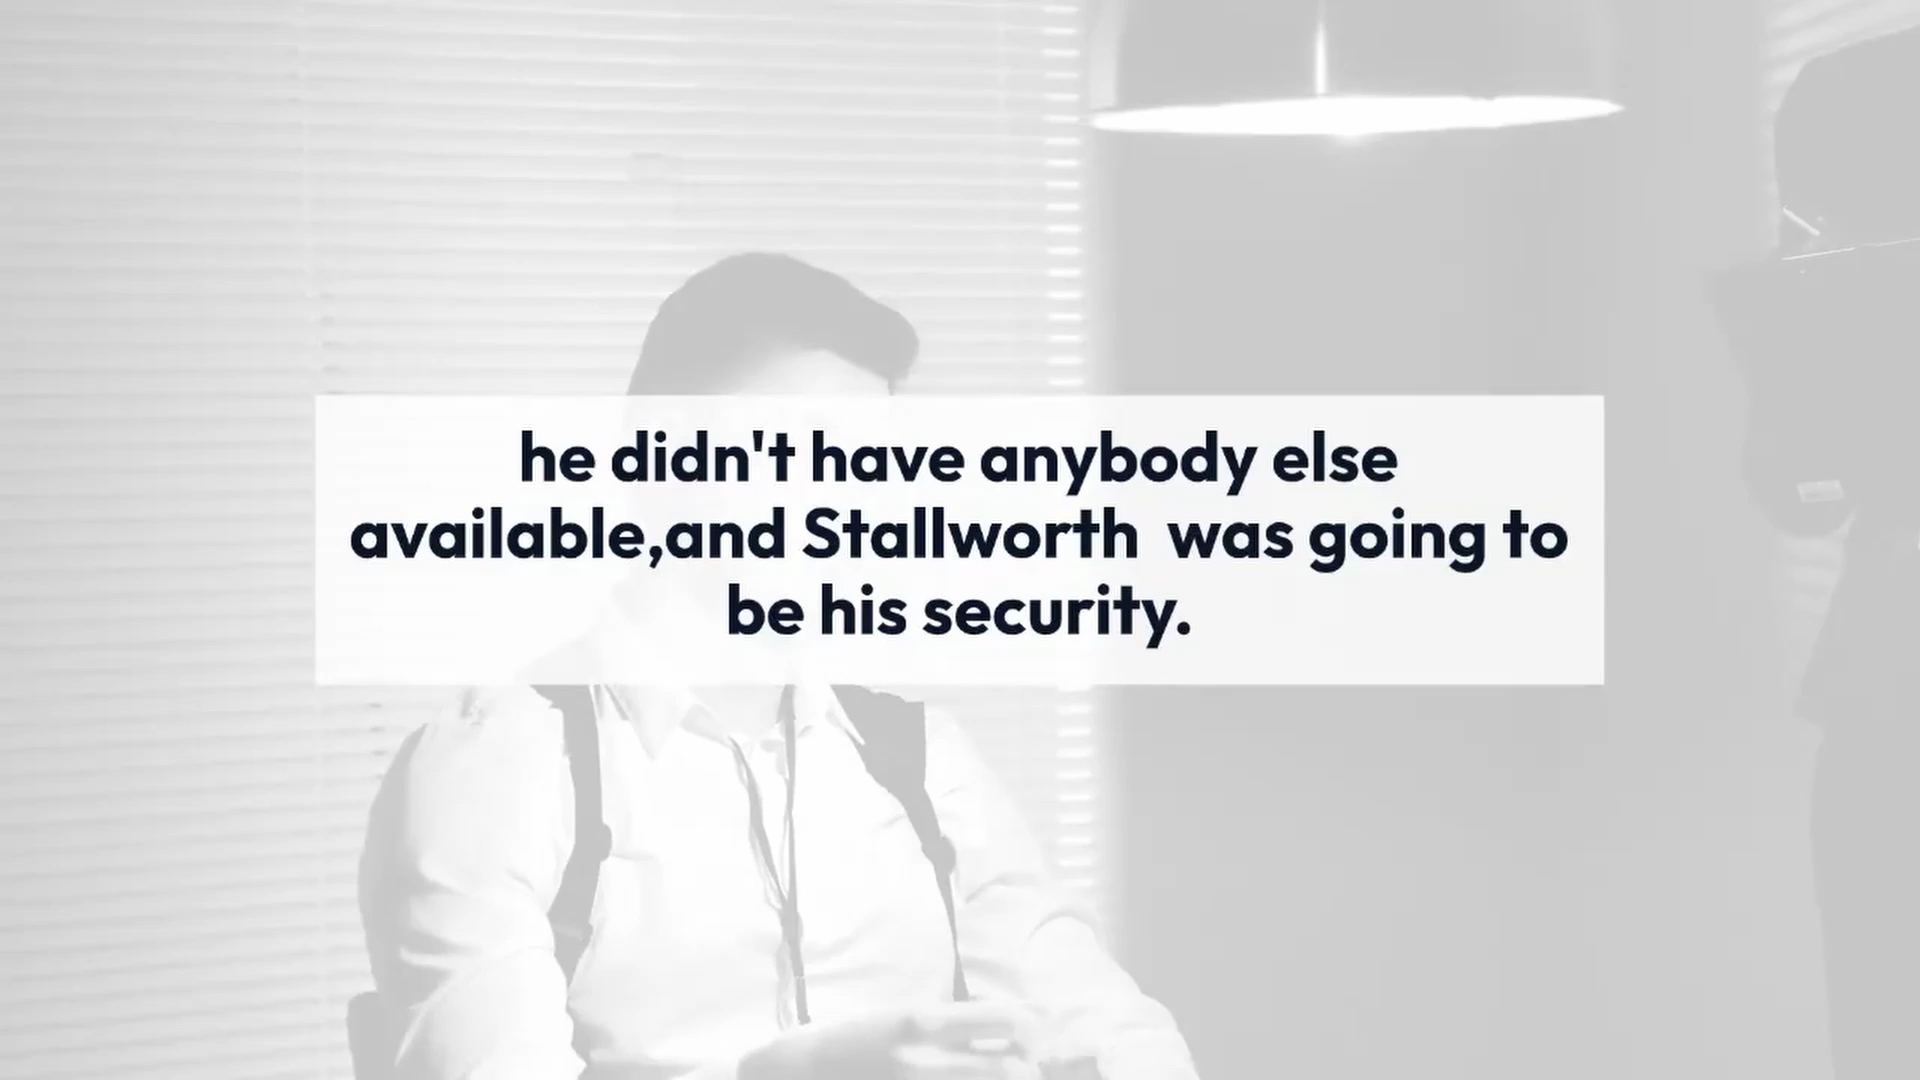 he didn't have anybody else
available,and Stallworth  was going to
be his security.